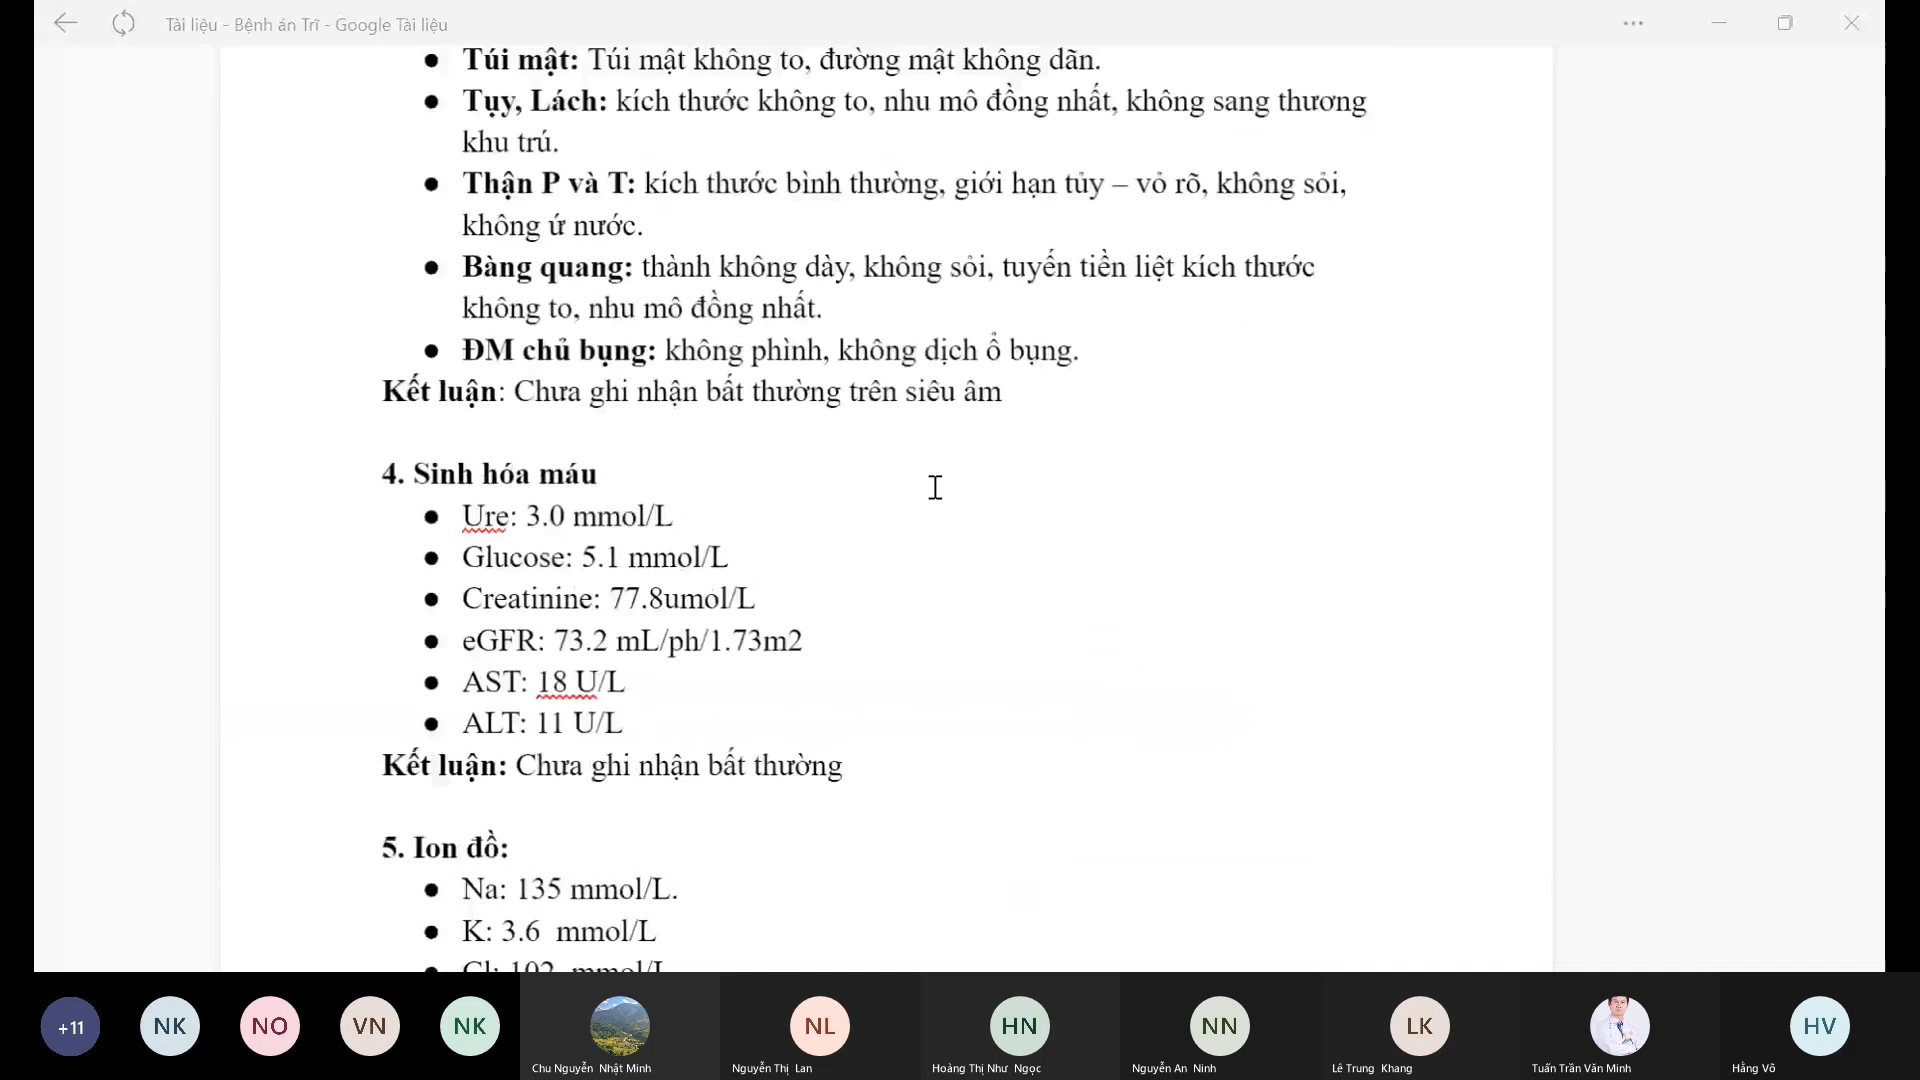 Tài liệu - Bệnh án Trĩ - Google Tài liệu
● Túi mật: Túi mật không to, đường mật không dãn.
● Tụy, Lách: kích thước không to, nhu mô đồng nhất, không sang thương
khu trú.
● Thận P và T: kích thước bình thường, giới hạn tủy – vỏ rõ, không sỏi,
không ứ nước.
● Bàng quang: thành không dày, không sỏi, tuyến tiền liệt kích thước
không to, nhu mô đồng nhất.
● ĐM chủ bụng: không phình, không dịch ổ bụng.
Kết luận: Chưa ghi nhận bất thường trên siêu âm
4. Sinh hóa máu
● Ure: 3.0 mmol/L
● Glucose: 5.1 mmol/L
● Creatinine: 77.8umol/L
● eGFR: 73.2 mL/ph/1.73m2
● AST: 18 U/L
● ALT: 11 U/L
Kết luận: Chưa ghi nhận bất thường
5. Ion đồ:
● Na: 135 mmol/L.
● K: 3.6 mmol/L
● Cl: 102 mmol/L
+11 NK NO VN NK NL HN NN LK HV
Chu Nguyễn Nhật Minh Nguyễn Thị Lan Hoàng Thị Như Ngọc Nguyễn An Ninh Lê Trung Khang Tuấn Trần Văn Minh Hằng Võ